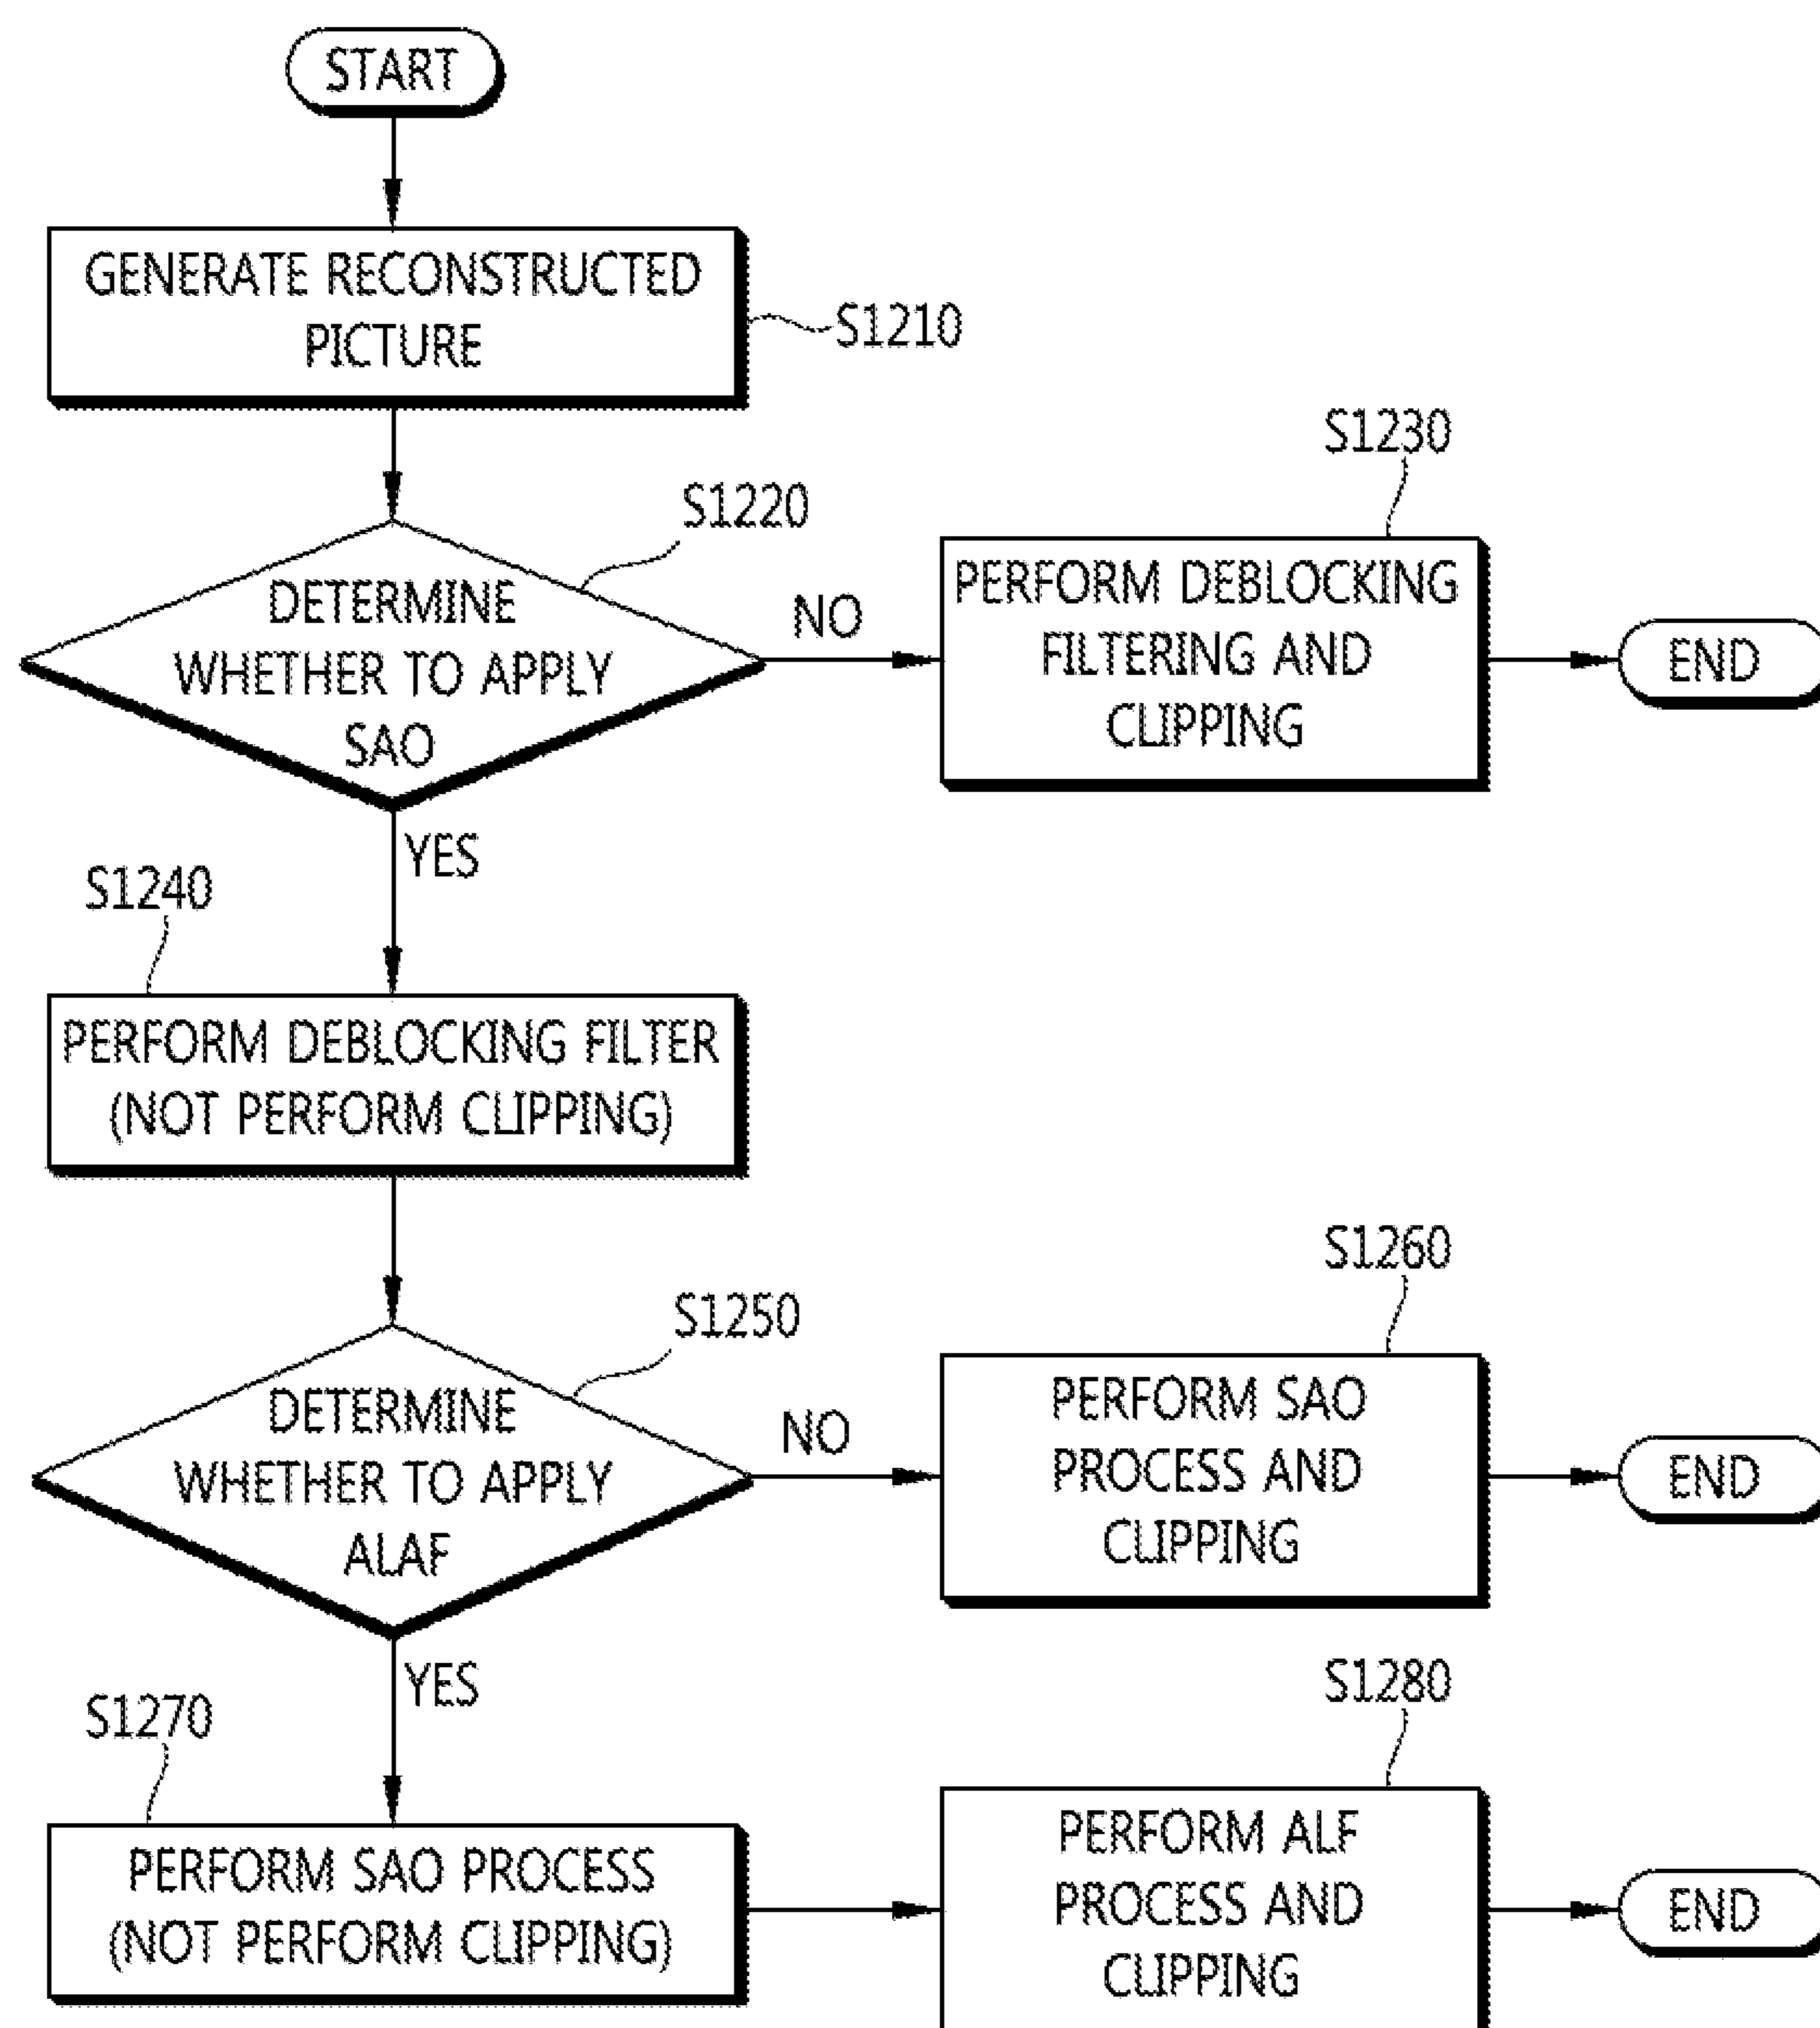 START
GENERATE RECONSTRUCTED
PICTURE
S1210
S1220
DETERMINE
WHETHER TO APPLY
SAO
NO
S1230
PERFORM DEBLOCKING
FILTERING AND
CLIPPING
END
YES
S1240
PERFORM DEBLOCKING FILTER
(NOT PERFORM CLIPPING)
S1250
DETERMINE
WHETHER TO APPLY
ALAF
NO
S1260
PERFORM SAO
PROCESS AND
CLIPPING
END
YES
S1270
PERFORM SAO PROCESS
(NOT PERFORM CLIPPING)
S1280
PERFORM ALF
PROCESS AND
CLIPPING
END